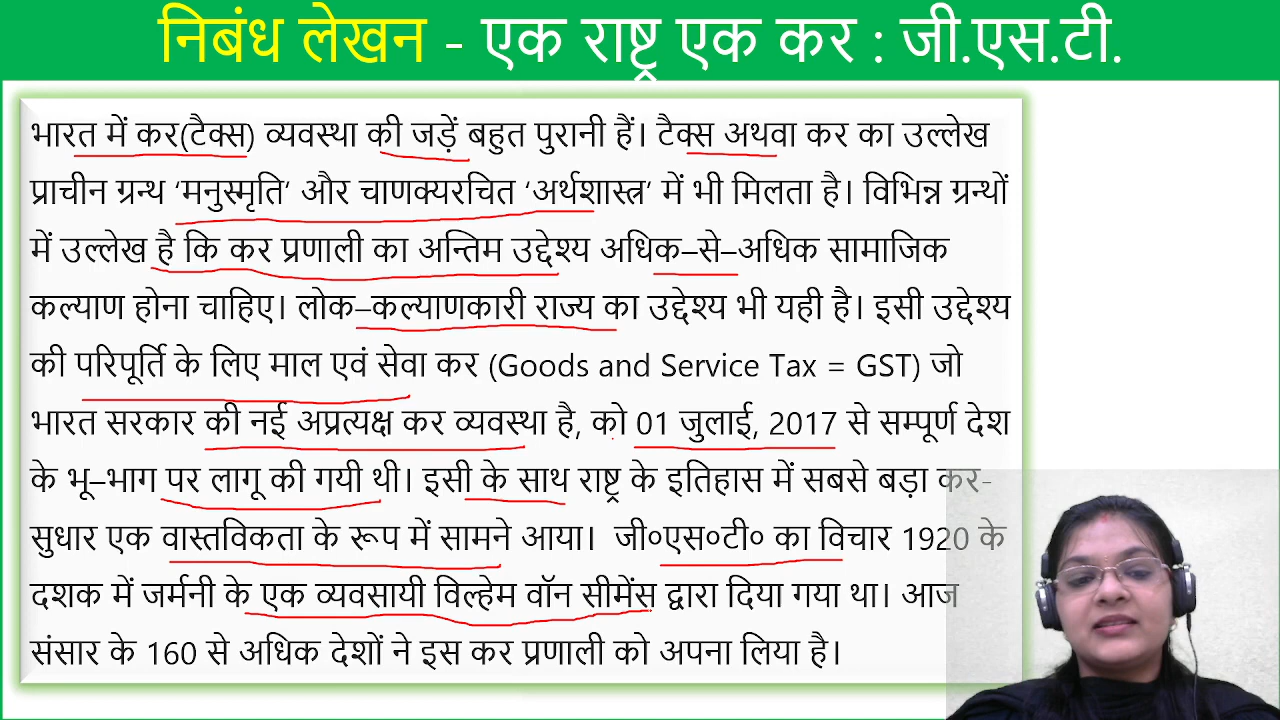 निबंध लेखन - एक राष्ट्र एक कर : जी.एस.टी.
भारत में कर(टैक्स) व्यवस्था की जड़ें बहुत पुरानी हैं। टैक्स अथवा कर का उल्लेख
प्राचीन ग्रन्थ ‘मनुस्मृति’ और चाणक्यरचित ‘अर्थशास्त्र’ में भी मिलता है। विभिन्न ग्रन्थों
में उल्लेख है कि कर प्रणाली का अन्तिम उद्देश्य अधिक–से–अधिक सामाजिक
कल्याण होना चाहिए। लोक–कल्याणकारी राज्य का उद्देश्य भी यही है। इसी उद्देश्य
की परिपूर्ति के लिए माल एवं सेवा कर (Goods and Service Tax = GST) जो
भारत सरकार की नई अप्रत्यक्ष कर व्यवस्था है, को 01 जुलाई, 2017 से सम्पूर्ण देश
के भू–भाग पर लागू की गयी थी। इसी के साथ राष्ट्र के इतिहास में सबसे बड़ा कर-
सुधार एक वास्तविकता के रूप में सामने आया। जी०एस०टी० का विचार 1920 के
दशक में जर्मनी के एक व्यवसायी विल्हेम वॉन सीमेंस द्वारा दिया गया था। आज
संसार के 160 से अधिक देशों ने इस कर प्रणाली को अपना लिया है।